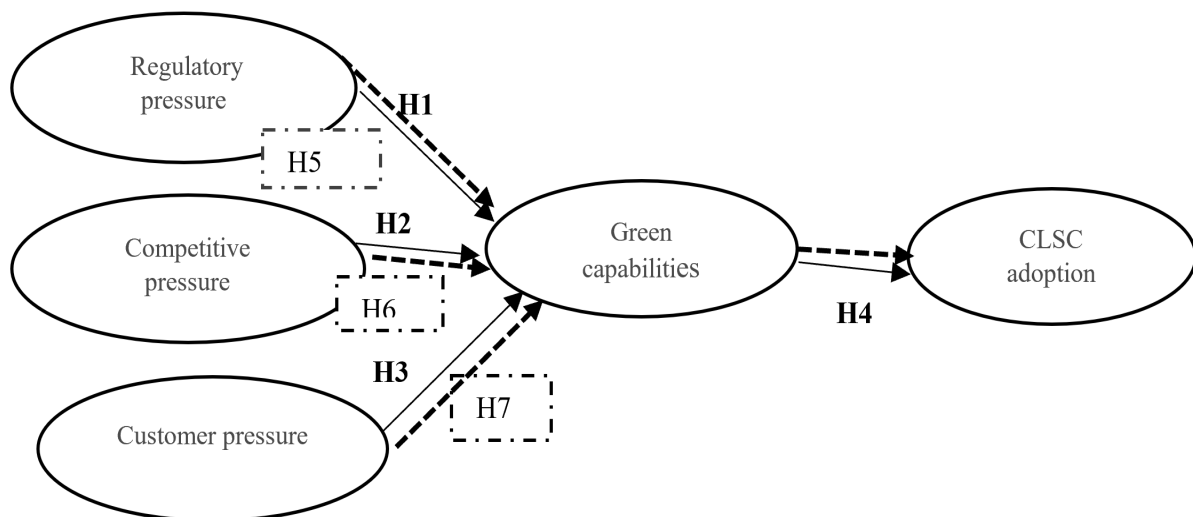 Regulatory
pressure
H1
H5
Competitive
pressure
H2
H6
Green
capabilities
CLSC
adoption
H4
H3
Customer pressure
H7